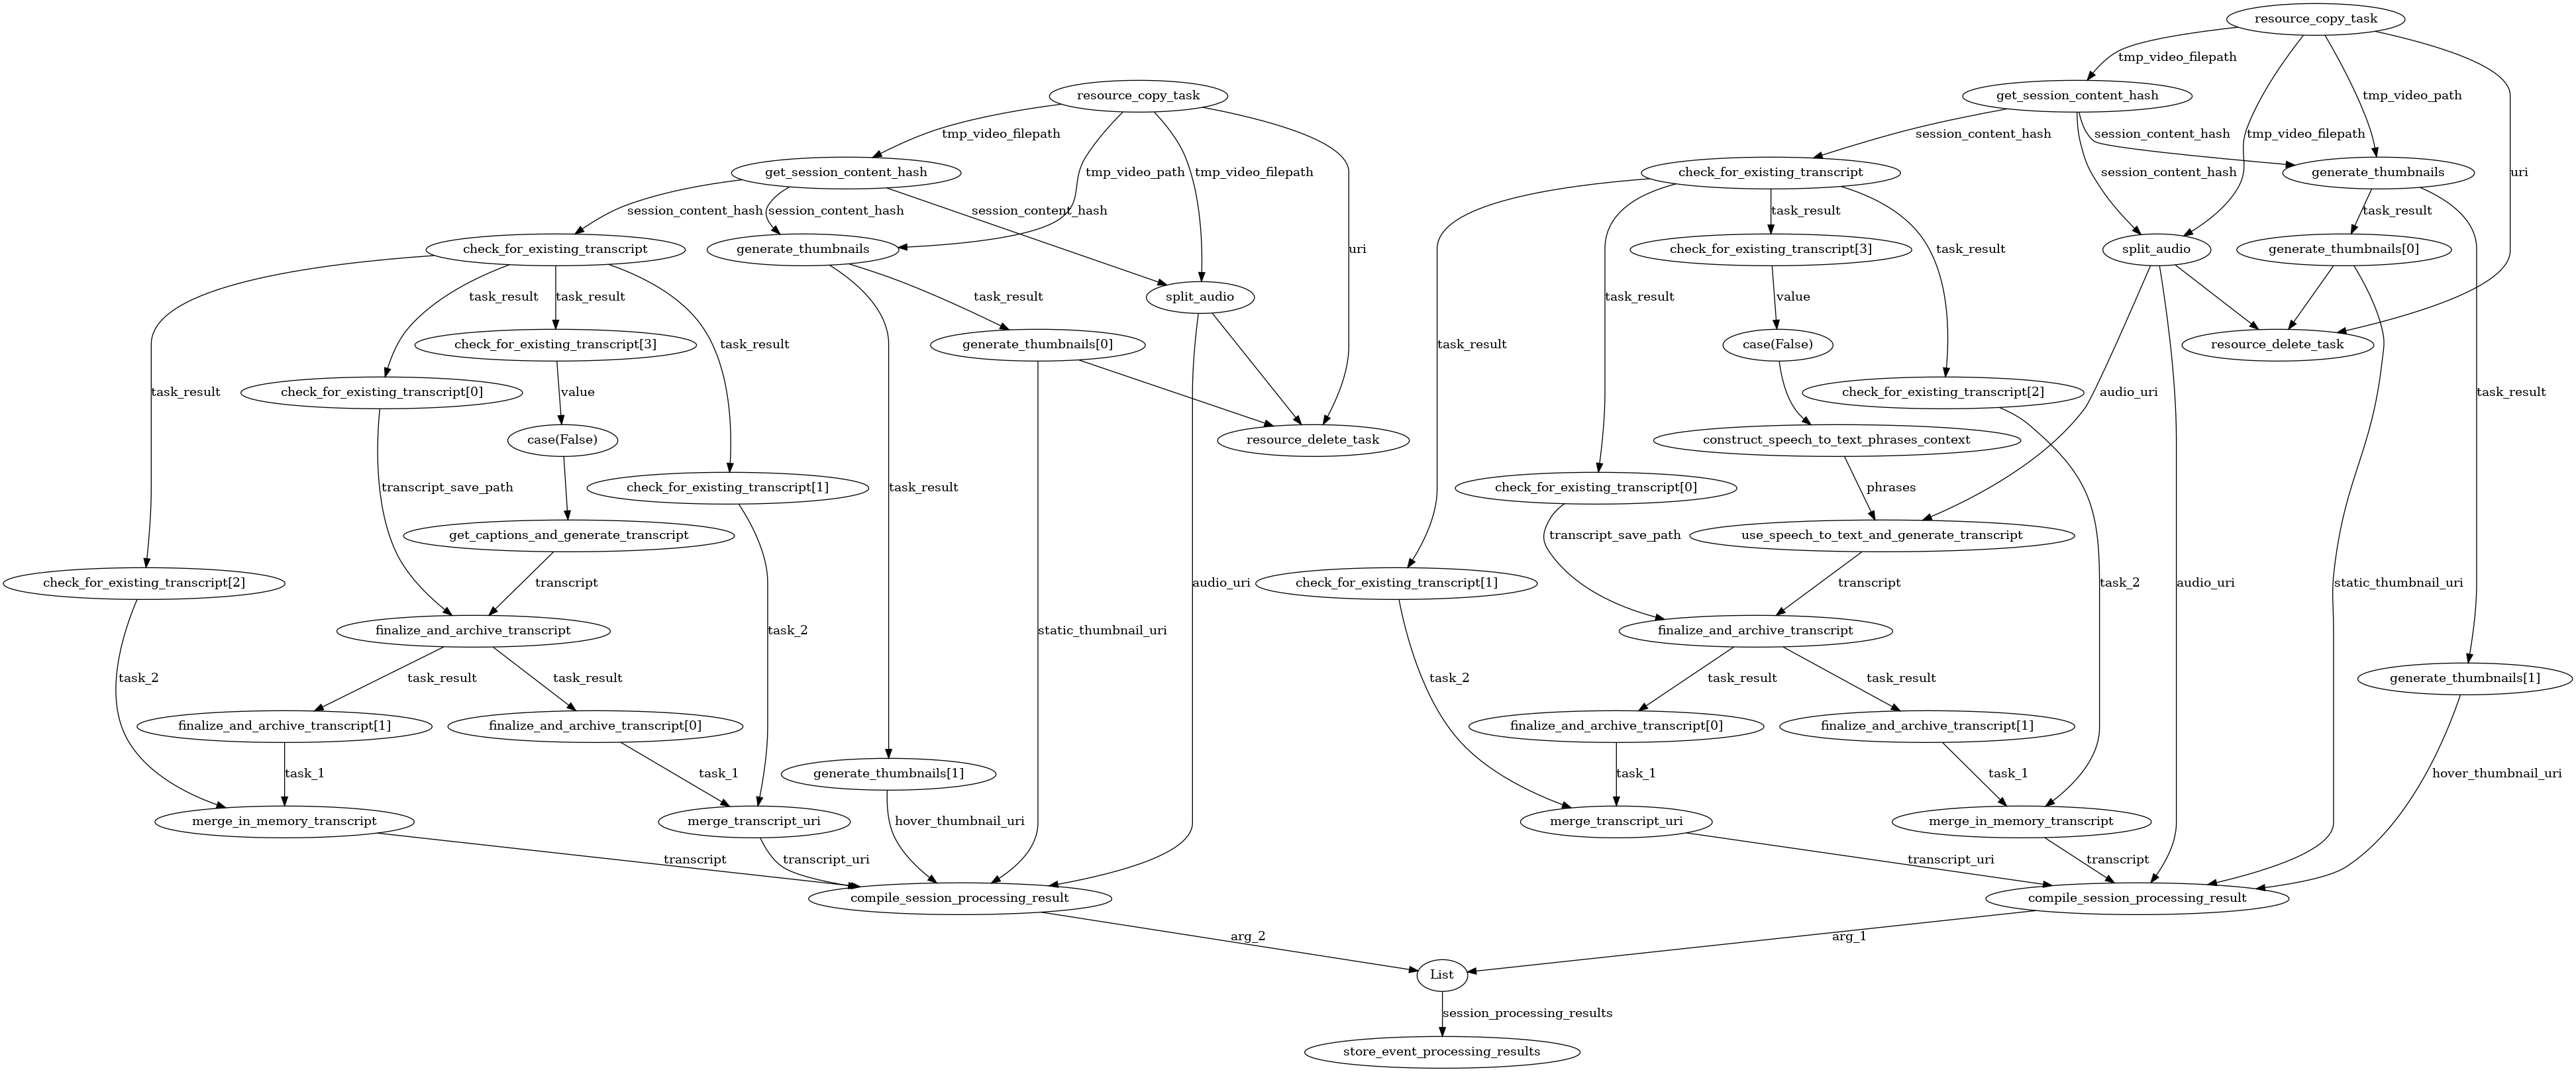 resource_copy_task
tmp_video_filepath
resource_copy_task
get_session_content_hash
tmp_video_path
tmp_video_filepath
session_content_hash
session_content_hash
tmp_video_filepath
get_session_content_hash
tmp_video_path
tmp_video_filepath
check_for_existing_transcript
session_content_hash
generate_thumbnails
uri
session_content_hash
session_content_hash
session_content_hash
task_result
task_result
check_for_existing_transcript
generate_thumbnails
uri
check_for_existing_transcript[3]
task_result
split_audio
generate_thumbnails[0]
task_result
task_result
task_result
split_audio
task_result
value
check_for_existing_transcript[3]
task_result
generate_thumbnails[0]
task_result
case(False)
resource_delete_task
task_result
check_for_existing_transcript[0]
value
check_for_existing_transcript[2]
audio_uri
task_result
case(False)
resource_delete_task
construct_speech_to_text_phrases_context
transcript_save_path
check_for_existing_transcript[1]
task_result
check_for_existing_transcript[0]
phrases
get_captions_and_generate_transcript
transcript_save_path
use_speech_to_text_and_generate_transcript
check_for_existing_transcript[2]
transcript
audio_uri
check_for_existing_transcript[1]
transcript
task_2
audio_uri
static_thumbnail_uri
finalize_and_archive_transcript
task_2
static_thumbnail_uri
finalize_and_archive_transcript
task_2
task_result
task_result
task_2
task_result
task_result
generate_thumbnails[1]
finalize_and_archive_transcript[1]
finalize_and_archive_transcript[0]
finalize_and_archive_transcript[0]
finalize_and_archive_transcript[1]
task_1
task_1
generate_thumbnails[1]
task_1
task_1
hover_thumbnail_uri
merge_in_memory_transcript
merge_transcript_uri
hover_thumbnail_uri
merge_transcript_uri
merge_in_memory_transcript
transcript
transcript_uri
transcript_uri
transcript
compile_session_processing_result
compile_session_processing_result
arg_2
arg_1
List
session_processing_results
store_event_processing_results